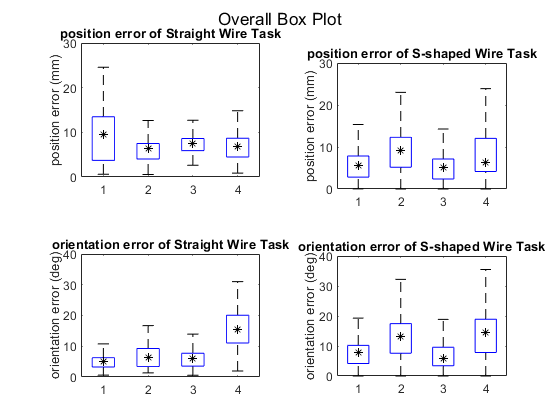 Overall Box Plot
position error of Straight Wire Task
position error (mm)
30
20
10
0
1 2 3 4
position error of S-shaped Wire Task
position error (mm)
30
20
10
0
1 2 3 4
orientation error of Straight Wire Task
orientation error (deg)
40
30
20
10
0
1 2 3 4
orientation error of S-shaped Wire Task
orientation error (deg)
40
30
20
10
0
1 2 3 4